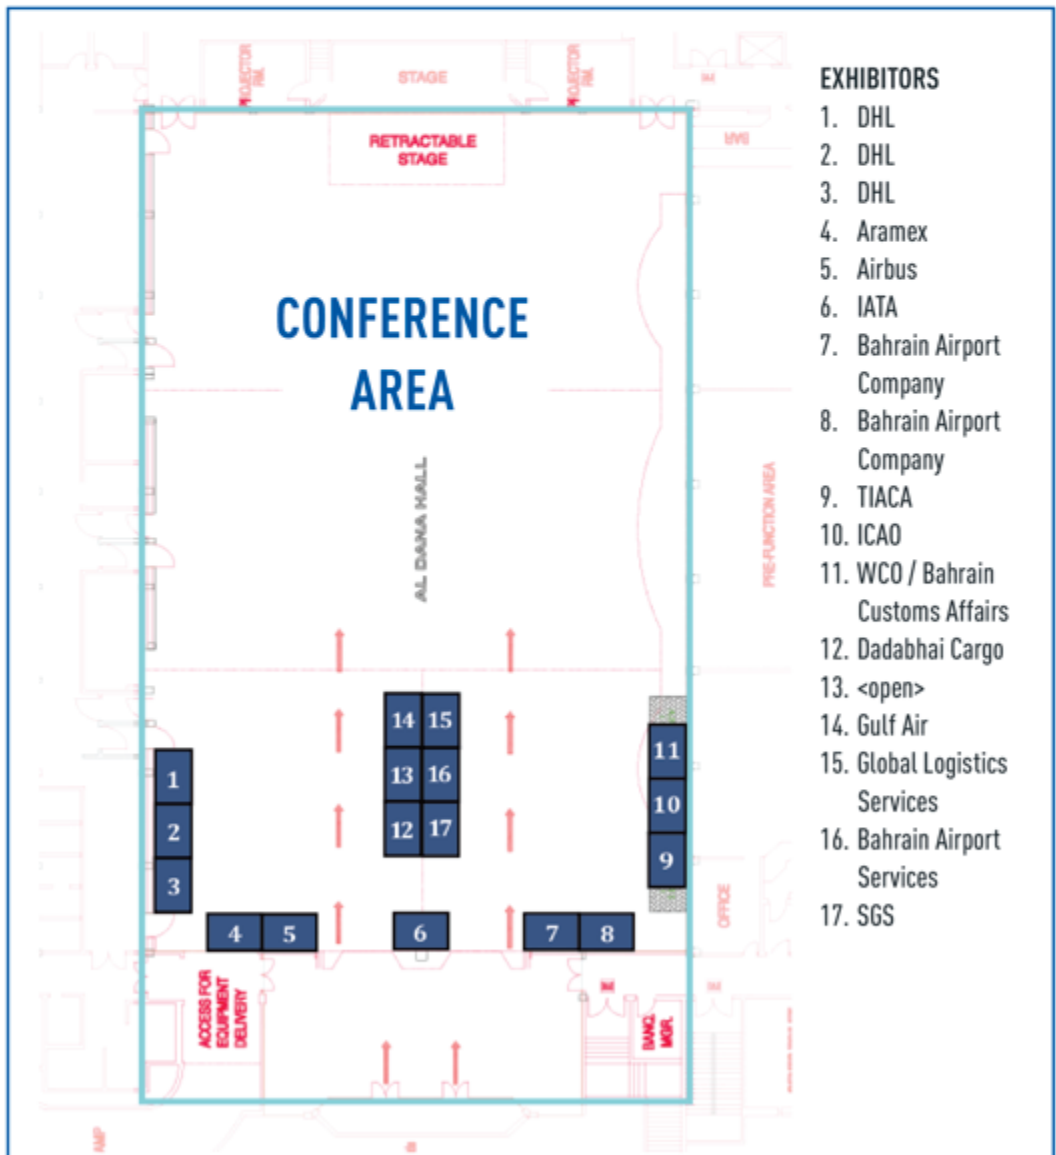 STAGE
PROJECTOR
RM.
PROJECTOR
RM.
BAR
RETRACTABLE
STAGE
CONFERENCE
AREA
AL DANA HALL
PRE-FUNCTION AREA
14 15
13 16
12 17
11
10
9
1
2
3
4 5
6
7 8
OFFICE
ACCESS FOR
EQUIPMENT
DELIVERY
BANQ.
MGR.
EXHIBITORS
1. DHL
2. DHL
3. DHL
4. Aramex
5. Airbus
6. IATA
7. Bahrain Airport
Company
8. Bahrain Airport
Company
9. TIACA
10. ICAO
11. WCO / Bahrain
Customs Affairs
12. Dadabhai Cargo
13. <open>
14. Gulf Air
15. Global Logistics
Services
16. Bahrain Airport
Services
17. SGS